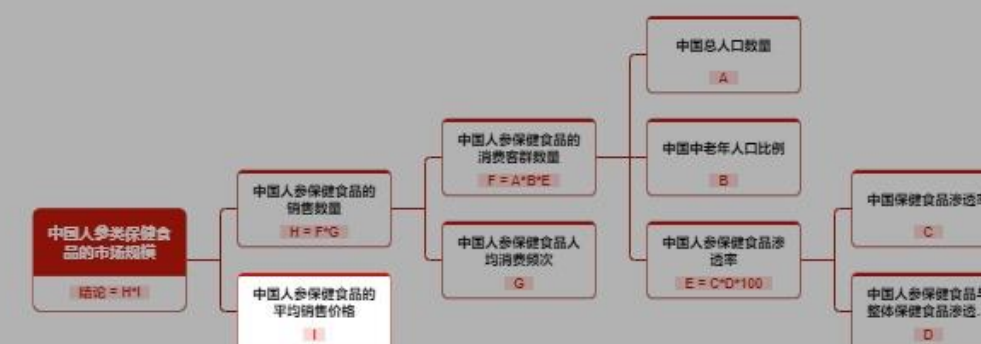 中国总人口数量
A
中国人参保健食品的
消费客群数量
F = A*B*E
中国中老年人口比例
B
中国人参保健食品的
销售数量
H = F*G
中国保健食品渗透
C
中国人参类保健食
品的市场规模
结论 = H*I
中国人参保健食品人
均消费频次
G
中国人参保健食品渗
透率
E = C*D*100
中国人参保健食品的
平均销售价格
I
中国人参保健食品
整体保健食品渗透...
D